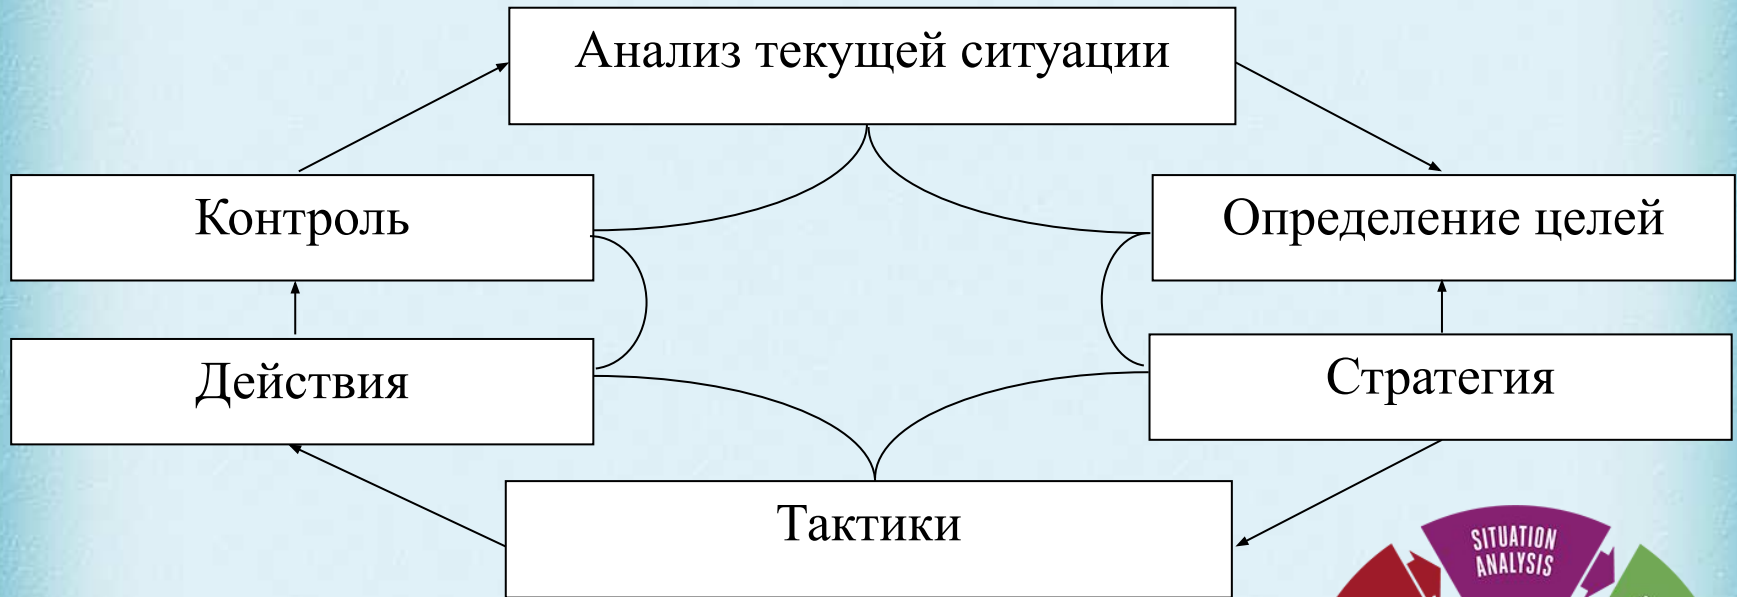 Анализ текущей ситуации
Контроль
Определение целей
Действия
Стратегия
Тактики
SITUATION
ANALYSIS